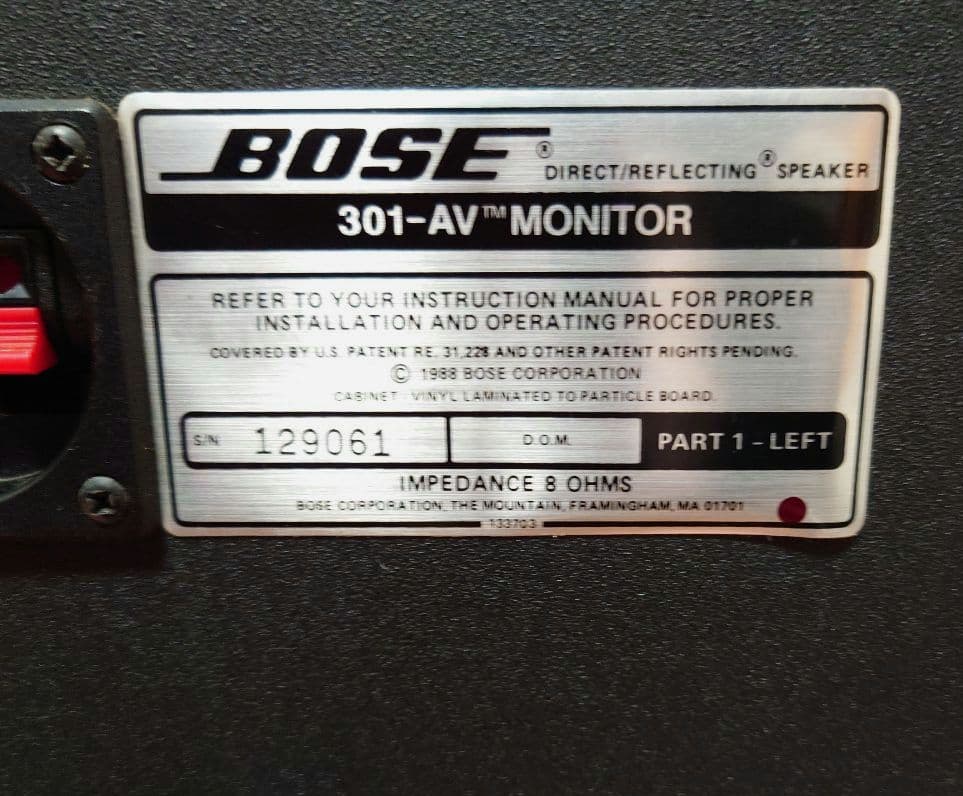 BOSE® DIRECT/REFLECTING® SPEAKER
301-AV™ MONITOR
REFER TO YOUR INSTRUCTION MANUAL FOR PROPER
INSTALLATION AND OPERATING PROCEDURES.
COVERED BY U.S. PATENT RE. 31,228 AND OTHER PATENT RIGHTS PENDING.
© 1988 BOSE CORPORATION
CABINET VINYL LAMINATED TO PARTICLE BOARD.
S/N 129061 D.O.M. PART 1 - LEFT
IMPEDANCE 8 OHMS
BOSE CORPORATION, THE MOUNTAIN, FRAMINGHAM, MA 01701
133703